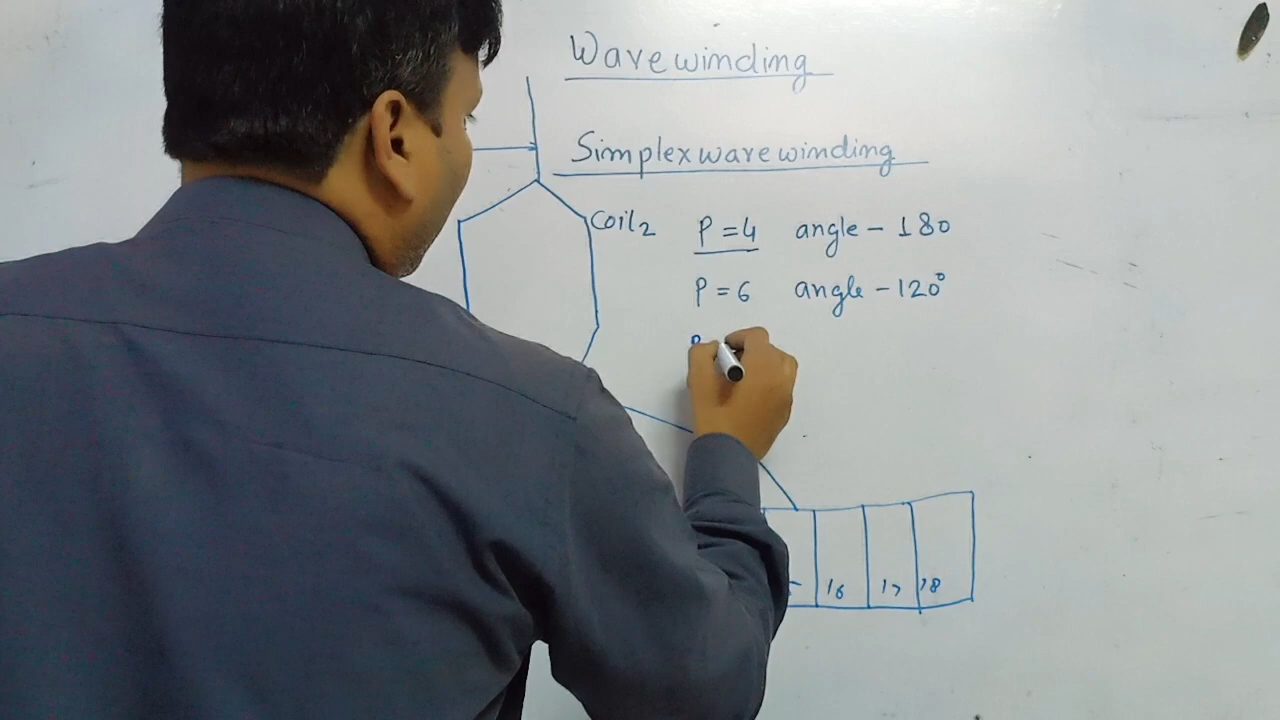 Wave winding
Simplex wave winding
Coil2 P = 4 angle - 180
P = 6 angle - 120°
16 17 18